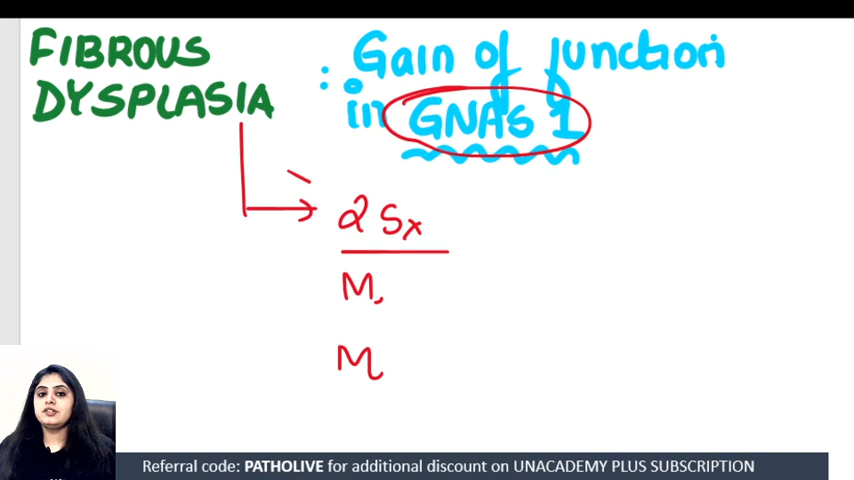 FIBROUS
DYSPLASIA
: Gain of function
in GNAS 1
2 Sx
M
M
Referral code: PATHOLIVE for additional discount on UNACADEMY PLUS SUBSCRIPTION